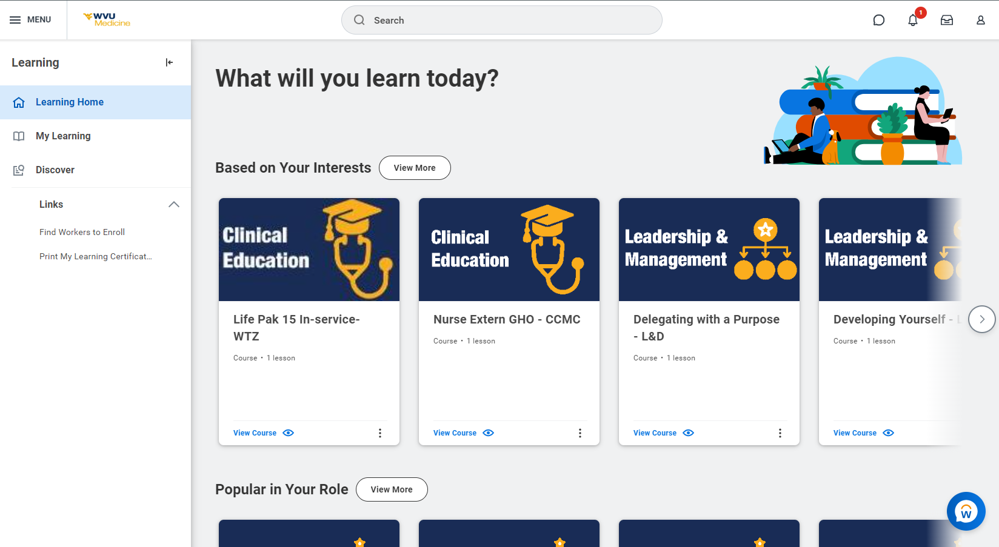 MENU
WVU
Medicine
Search
1
Learning
Learning Home
My Learning
Discover
Links
Find Workers to Enroll
Print My Learning Certificat...
What will you learn today?
Based on Your Interests
View More
Clinical
Education
Life Pak 15 In-service-
WTZ
Course • 1 lesson
View Course
Clinical
Education
Nurse Extern GHO - CCMC
Course • 1 lesson
View Course
Leadership &
Management
Delegating with a Purpose
- L&D
Course • 1 lesson
View Course
Leadership &
Management
Developing Yourself - L
Course • 1 lesson
View Course
Popular in Your Role
View More
W